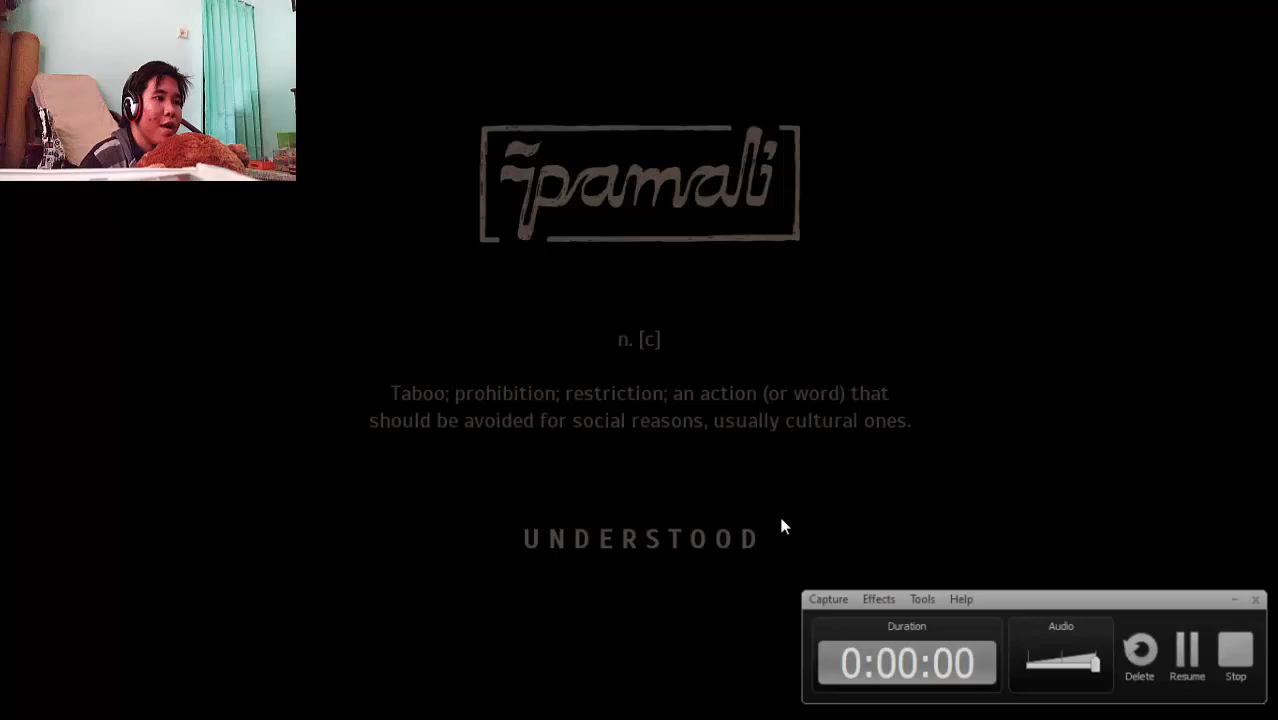 pamali
n. [c]
Taboo; prohibition; restriction; an action (or word) that
should be avoided for social reasons, usually cultural ones.
UNDERSTOOD
Capture Effects Tools Help
Duration Audio
0:00:00
Delete Resume Stop